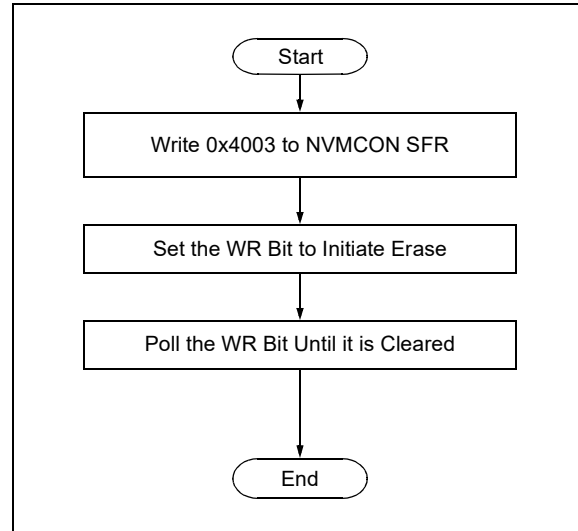 Start
Write 0x4003 to NVMCON SFR
Set the WR Bit to Initiate Erase
Poll the WR Bit Until it is Cleared
End